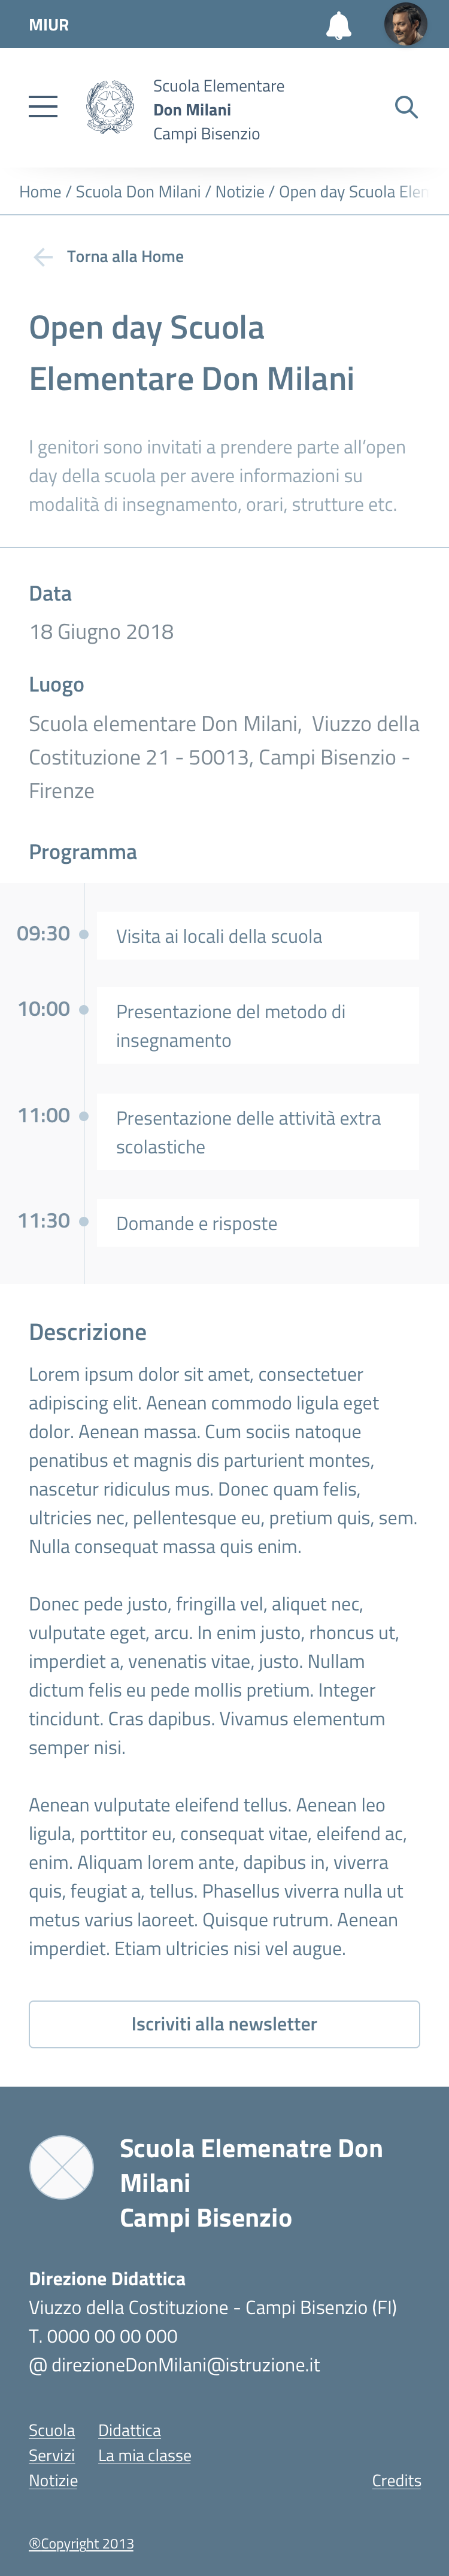 MIUR
Scuola Elementare
Don Milani
Campi Bisenzio
Home / Scuola Don Milani / Notizie / Open day Scuola Elem
Torna alla Home
Open day Scuola
Elementare Don Milani
I genitori sono invitati a prendere parte all’open
day della scuola per avere informazioni su
modalità di insegnamento, orari, strutture etc.
Data
18 Giugno 2018
Luogo
Scuola elementare Don Milani,  Viuzzo della
Costituzione 21 - 50013, Campi Bisenzio -
Firenze
Programma
09:30 Visita ai locali della scuola
10:00 Presentazione del metodo di
insegnamento
11:00 Presentazione delle attività extra
scolastiche
11:30 Domande e risposte
Descrizione
Lorem ipsum dolor sit amet, consectetuer
adipiscing elit. Aenean commodo ligula eget
dolor. Aenean massa. Cum sociis natoque
penatibus et magnis dis parturient montes,
nascetur ridiculus mus. Donec quam felis,
ultricies nec, pellentesque eu, pretium quis, sem.
Nulla consequat massa quis enim.
Donec pede justo, fringilla vel, aliquet nec,
vulputate eget, arcu. In enim justo, rhoncus ut,
imperdiet a, venenatis vitae, justo. Nullam
dictum felis eu pede mollis pretium. Integer
tincidunt. Cras dapibus. Vivamus elementum
semper nisi.
Aenean vulputate eleifend tellus. Aenean leo
ligula, porttitor eu, consequat vitae, eleifend ac,
enim. Aliquam lorem ante, dapibus in, viverra
quis, feugiat a, tellus. Phasellus viverra nulla ut
metus varius laoreet. Quisque rutrum. Aenean
imperdiet. Etiam ultricies nisi vel augue.
Iscriviti alla newsletter
Scuola Elemenatre Don
Milani
Campi Bisenzio
Direzione Didattica
Viuzzo della Costituzione - Campi Bisenzio (FI)
T. 0000 00 00 000
@ direzioneDonMilani@istruzione.it
Scuola Didattica
Servizi La mia classe
Notizie Credits
®Copyright 2013